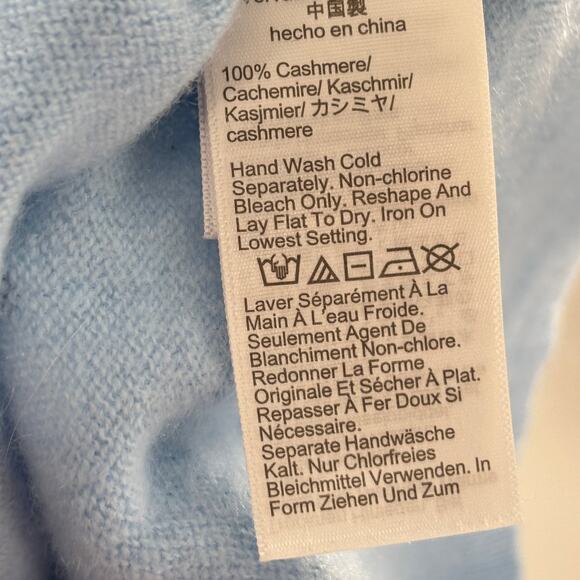 中国製
hecho en china
100% Cashmere/
Cachemire/ Kaschmir/
Kasjmier/ カシミヤ/
cashmere
Hand Wash Cold
Separately. Non-chlorine
Bleach Only. Reshape And
Lay Flat To Dry. Iron On
Lowest Setting.
Laver Séparément À La
Main À L'eau Froide.
Seulement Agent De
Blanchiment Non-chlore.
Redonner La Forme
Originale Et Sécher À Plat.
Repasser À Fer Doux Si
Nécessaire.
Separate Handwäsche
Kalt. Nur Chlorfreies
Bleichmittel Verwenden. In
Form Ziehen Und Zum